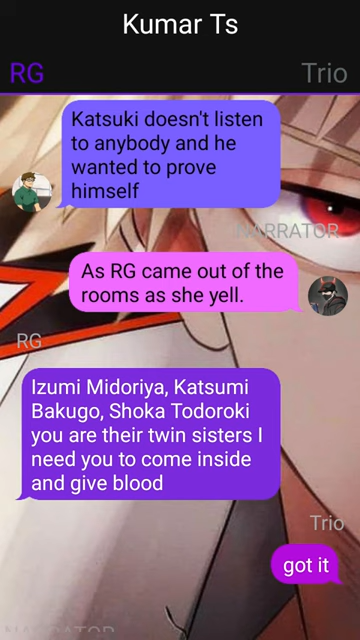 Kumar Ts
RG
Trio
Katsuki doesn't listen
to anybody and he
wanted to prove
himself
NARRATOR
As RG came out of the
rooms as she yell.
RG
Izumi Midoriya, Katsumi
Bakugo, Shoka Todoroki
you are their twin sisters I
need you to come inside
and give blood
Trio
got it
NARRATOR